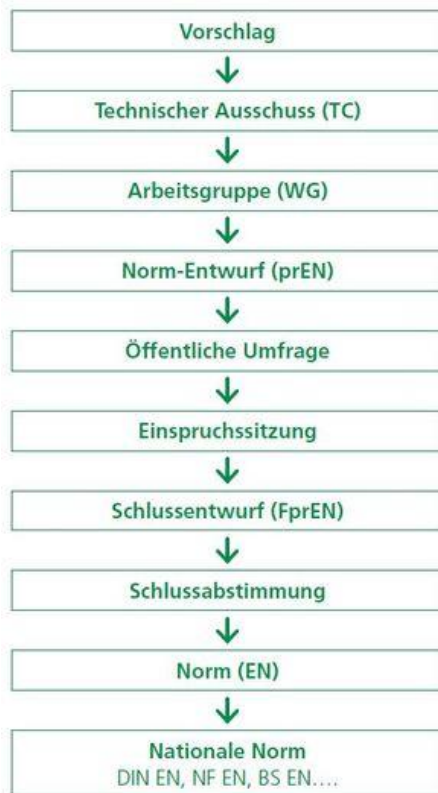 Vorschlag
Technischer Ausschuss (TC)
Arbeitsgruppe (WG)
Norm-Entwurf (prEN)
Öffentliche Umfrage
Einspruchssitzung
Schlussentwurf (FprEN)
Schlussabstimmung
Norm (EN)
Nationale Norm
DIN EN, NF EN, BS EN....